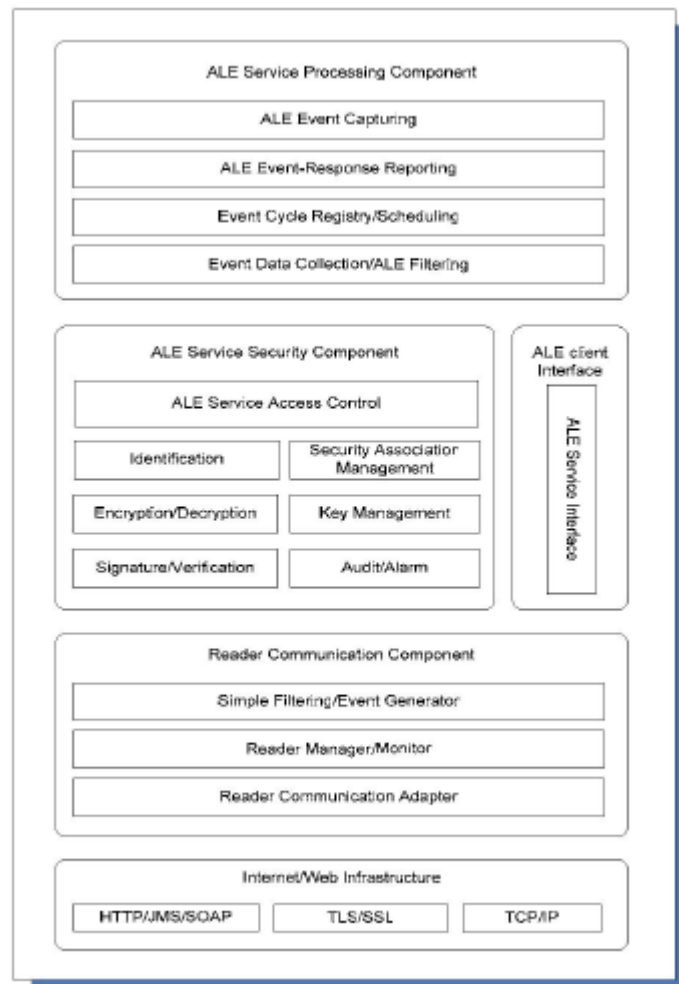 ALE Service Processing Component
ALE Event Capturing
ALE Event-Response Reporting
Event Cycle Registry/Scheduling
Event Data Collection/ALE Filtering
ALE Service Security Component
ALE Service Access Control
Identification
Security Association
Management
Encryption/Decryption
Key Management
Signature/Verification
Audit/Alarm
ALE client
Interface
ALE Service Interface
Reader Communication Component
Simple Filtering/Event Generator
Reader Manager/Monitor
Reader Communication Adapter
Internet/Web Infrastructure
HTTP/JMS/SOAP
TLS/SSL
TCP/IP